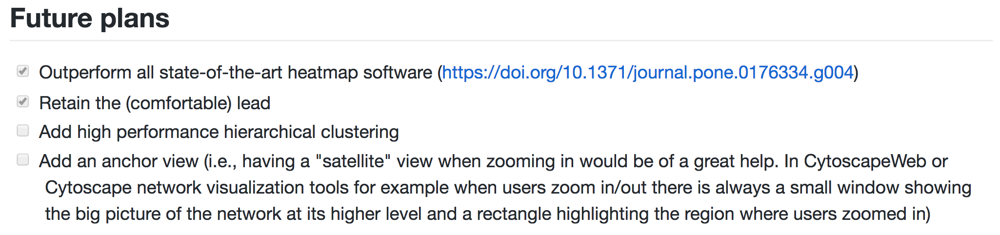 Future plans
Outperform all state-of-the-art heatmap software (https://doi.org/10.1371/journal.pone.0176334.g004)
Retain the (comfortable) lead
Add high performance hierarchical clustering
Add an anchor view (i.e., having a "satellite" view when zooming in would be of a great help. In CytoscapeWeb or
Cytoscape network visualization tools for example when users zoom in/out there is always a small window showing
the big picture of the network at its higher level and a rectangle highlighting the region where users zoomed in)